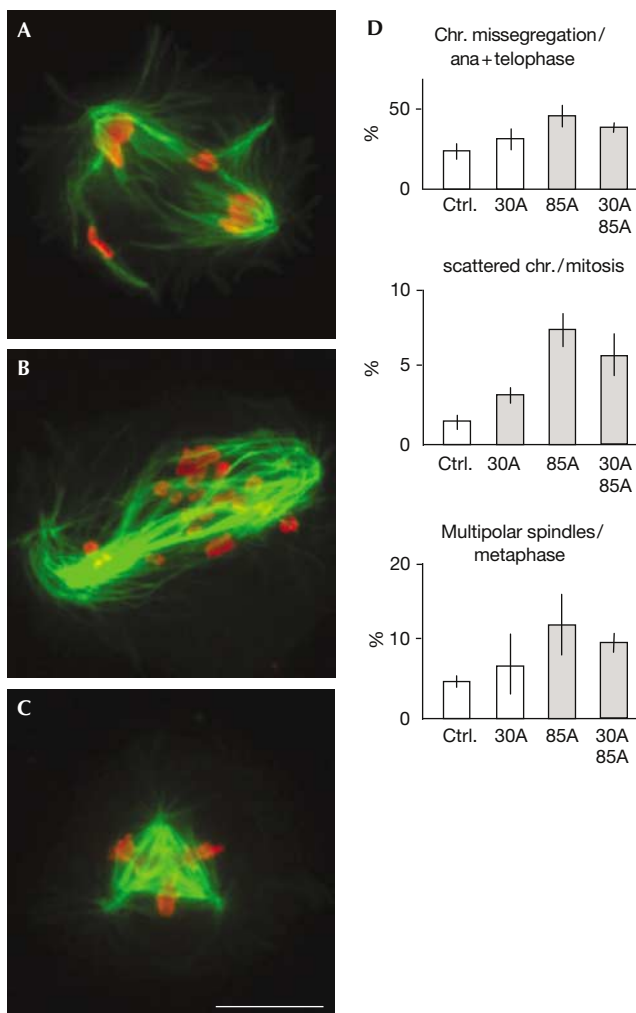 A
B
C
D
Chr. missegregation/
ana+telophase
%
50
0
Ctrl. 30A 85A 30A
85A
scattered chr./mitosis
%
10
5
0
Ctrl. 30A 85A 30A
85A
Multipolar spindles/
metaphase
%
20
10
0
Ctrl. 30A 85A 30A
85A